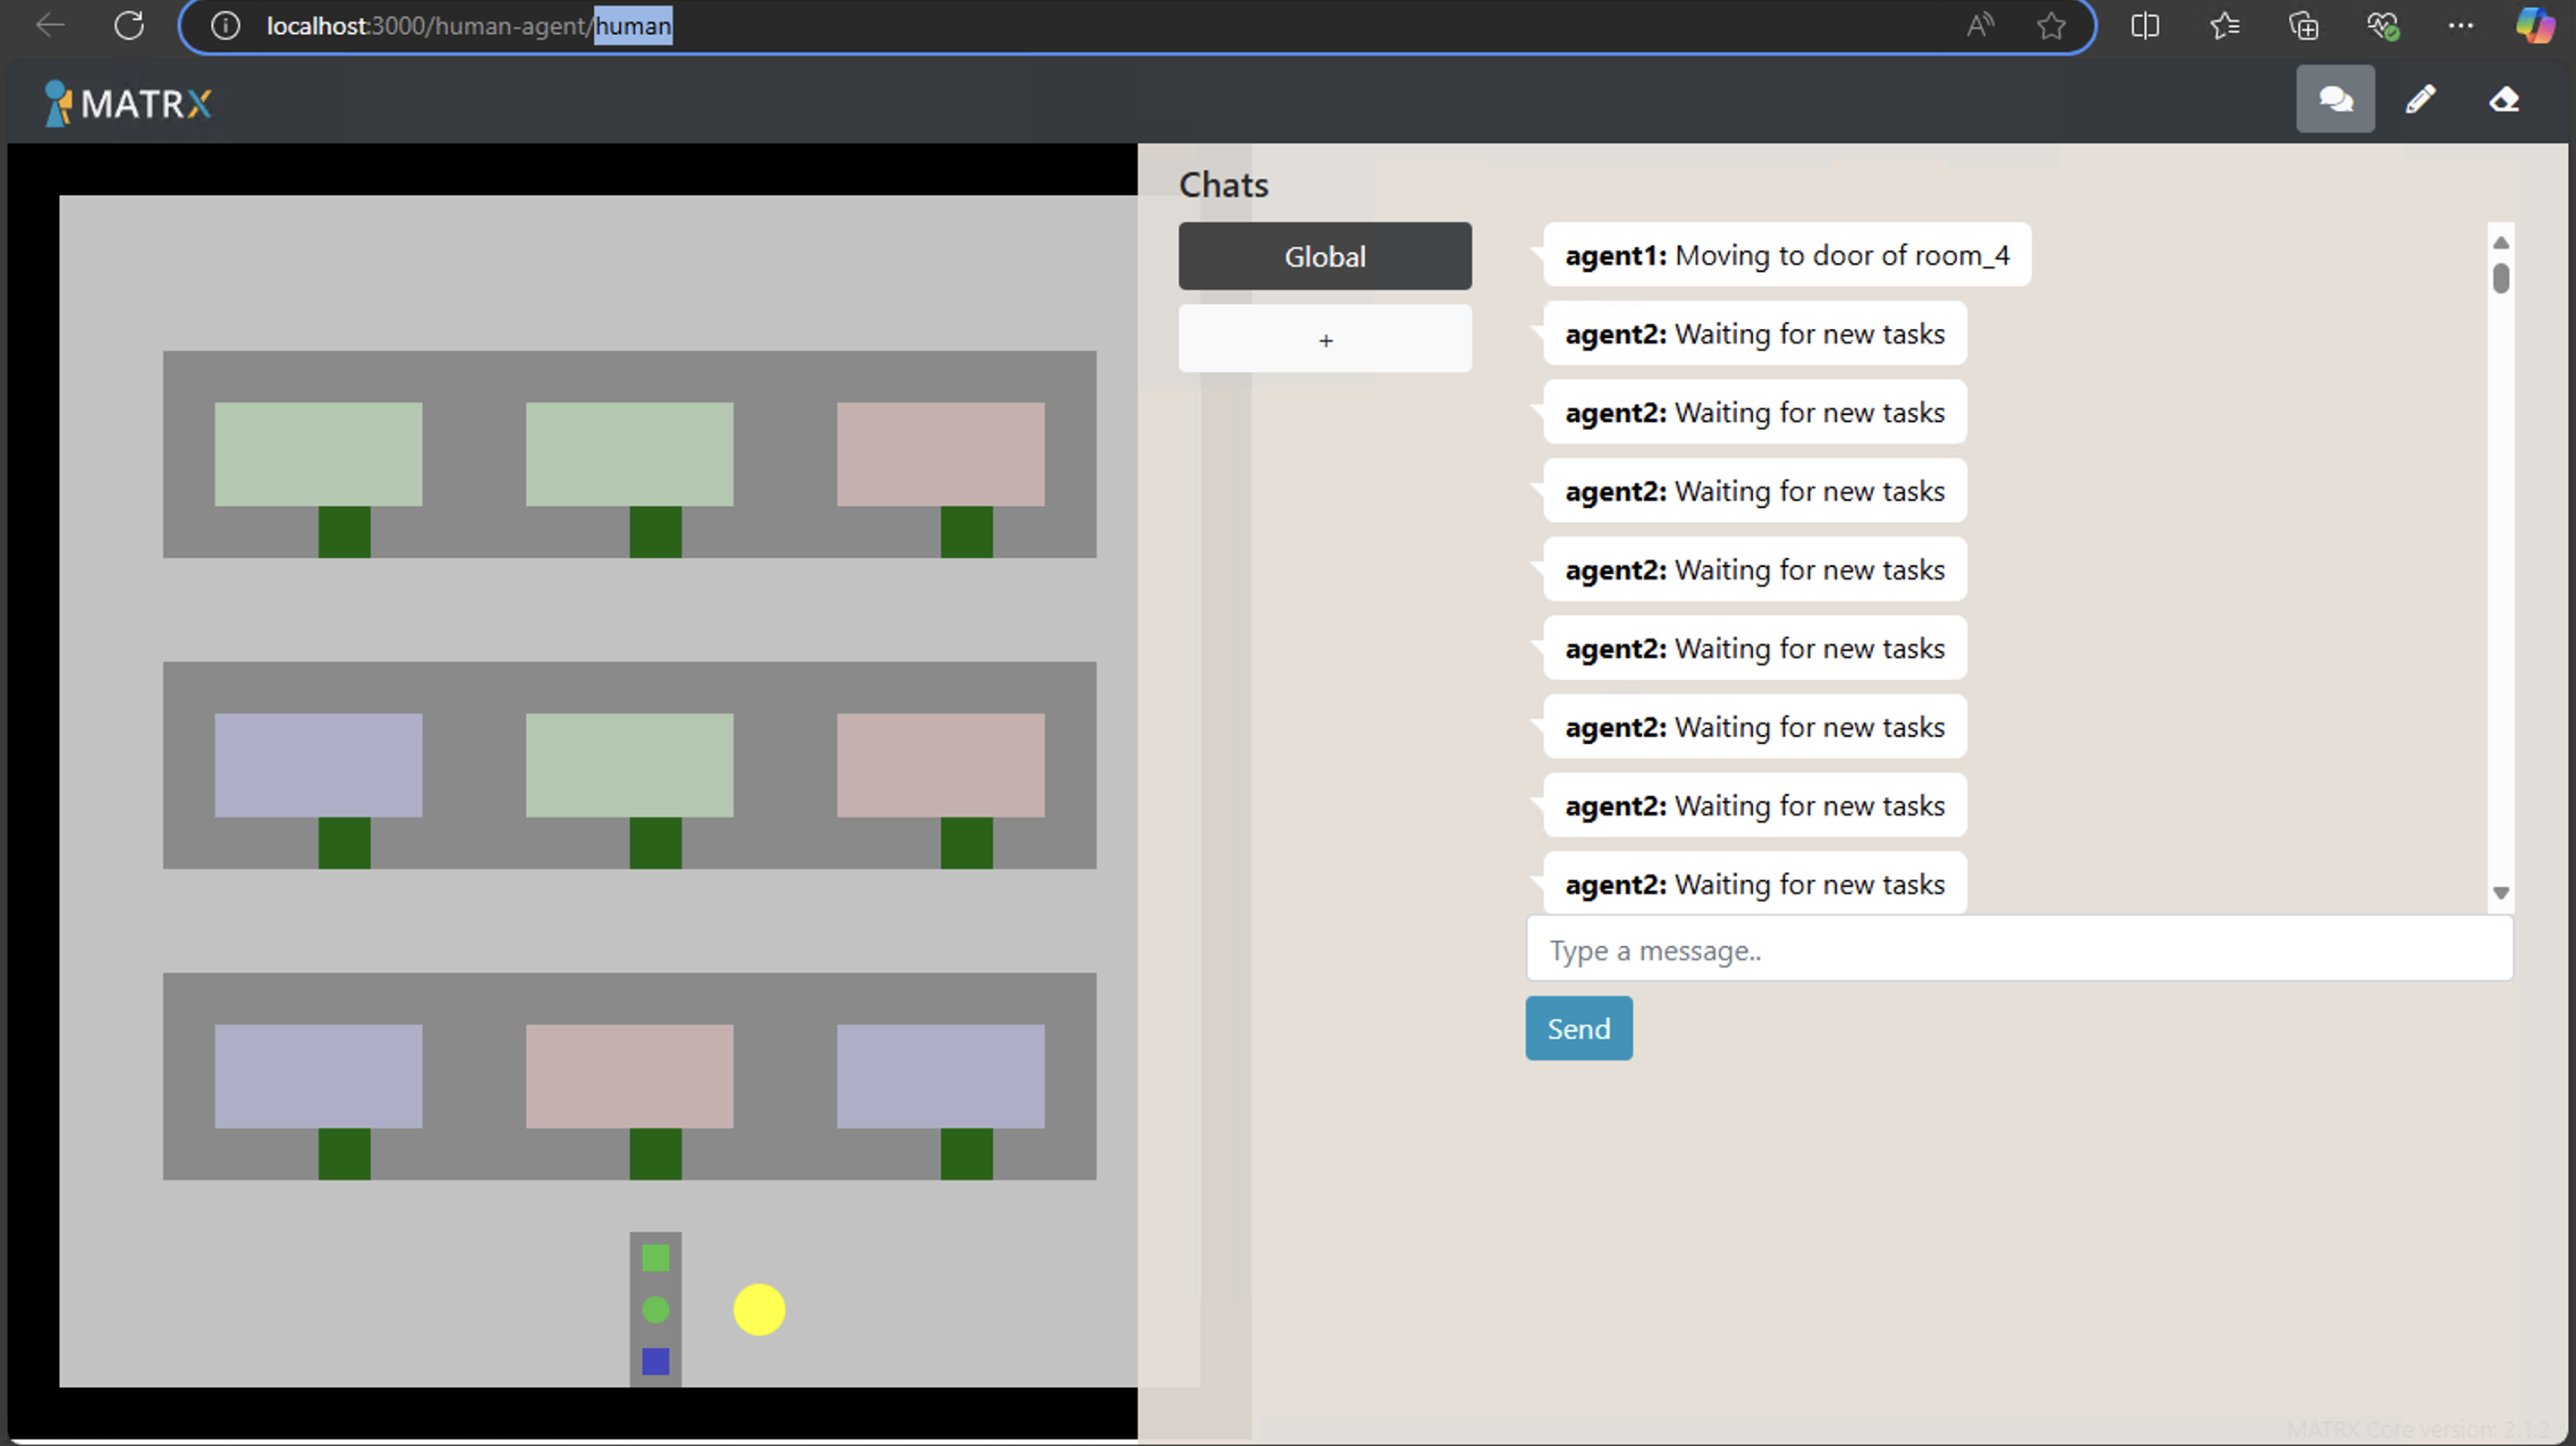 localhost:3000/human-agent/human
MATRX
Chats
Global
+
agent1: Moving to door of room_4
agent2: Waiting for new tasks
agent2: Waiting for new tasks
agent2: Waiting for new tasks
agent2: Waiting for new tasks
agent2: Waiting for new tasks
agent2: Waiting for new tasks
agent2: Waiting for new tasks
agent2: Waiting for new tasks
Type a message..
Send
MATRX Core version: 2.1.2